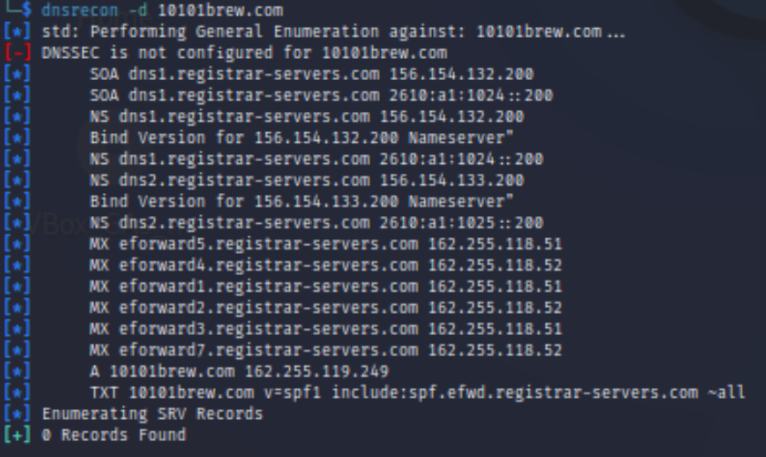 └─$ dnsrecon -d 10101brew.com
[*] std: Performing General Enumeration against: 10101brew.com...
[-] DNSSEC is not configured for 10101brew.com
[*] SOA dns1.registrar-servers.com 156.154.132.200
[*] SOA dns1.registrar-servers.com 2610:a1:1024::200
[*] NS dns1.registrar-servers.com 156.154.132.200
[*] Bind Version for 156.154.132.200 Nameserver"
[*] NS dns1.registrar-servers.com 2610:a1:1024::200
[*] NS dns2.registrar-servers.com 156.154.133.200
[*] Bind Version for 156.154.133.200 Nameserver"
[*] NS dns2.registrar-servers.com 2610:a1:1025::200
[*] MX eforward5.registrar-servers.com 162.255.118.51
[*] MX eforward4.registrar-servers.com 162.255.118.52
[*] MX eforward1.registrar-servers.com 162.255.118.51
[*] MX eforward2.registrar-servers.com 162.255.118.52
[*] MX eforward3.registrar-servers.com 162.255.118.51
[*] MX eforward7.registrar-servers.com 162.255.118.52
[*] A 10101brew.com 162.255.119.249
[*] TXT 10101brew.com v=spf1 include:spf.efwd.registrar-servers.com ~all
[*] Enumerating SRV Records
[+] 0 Records Found